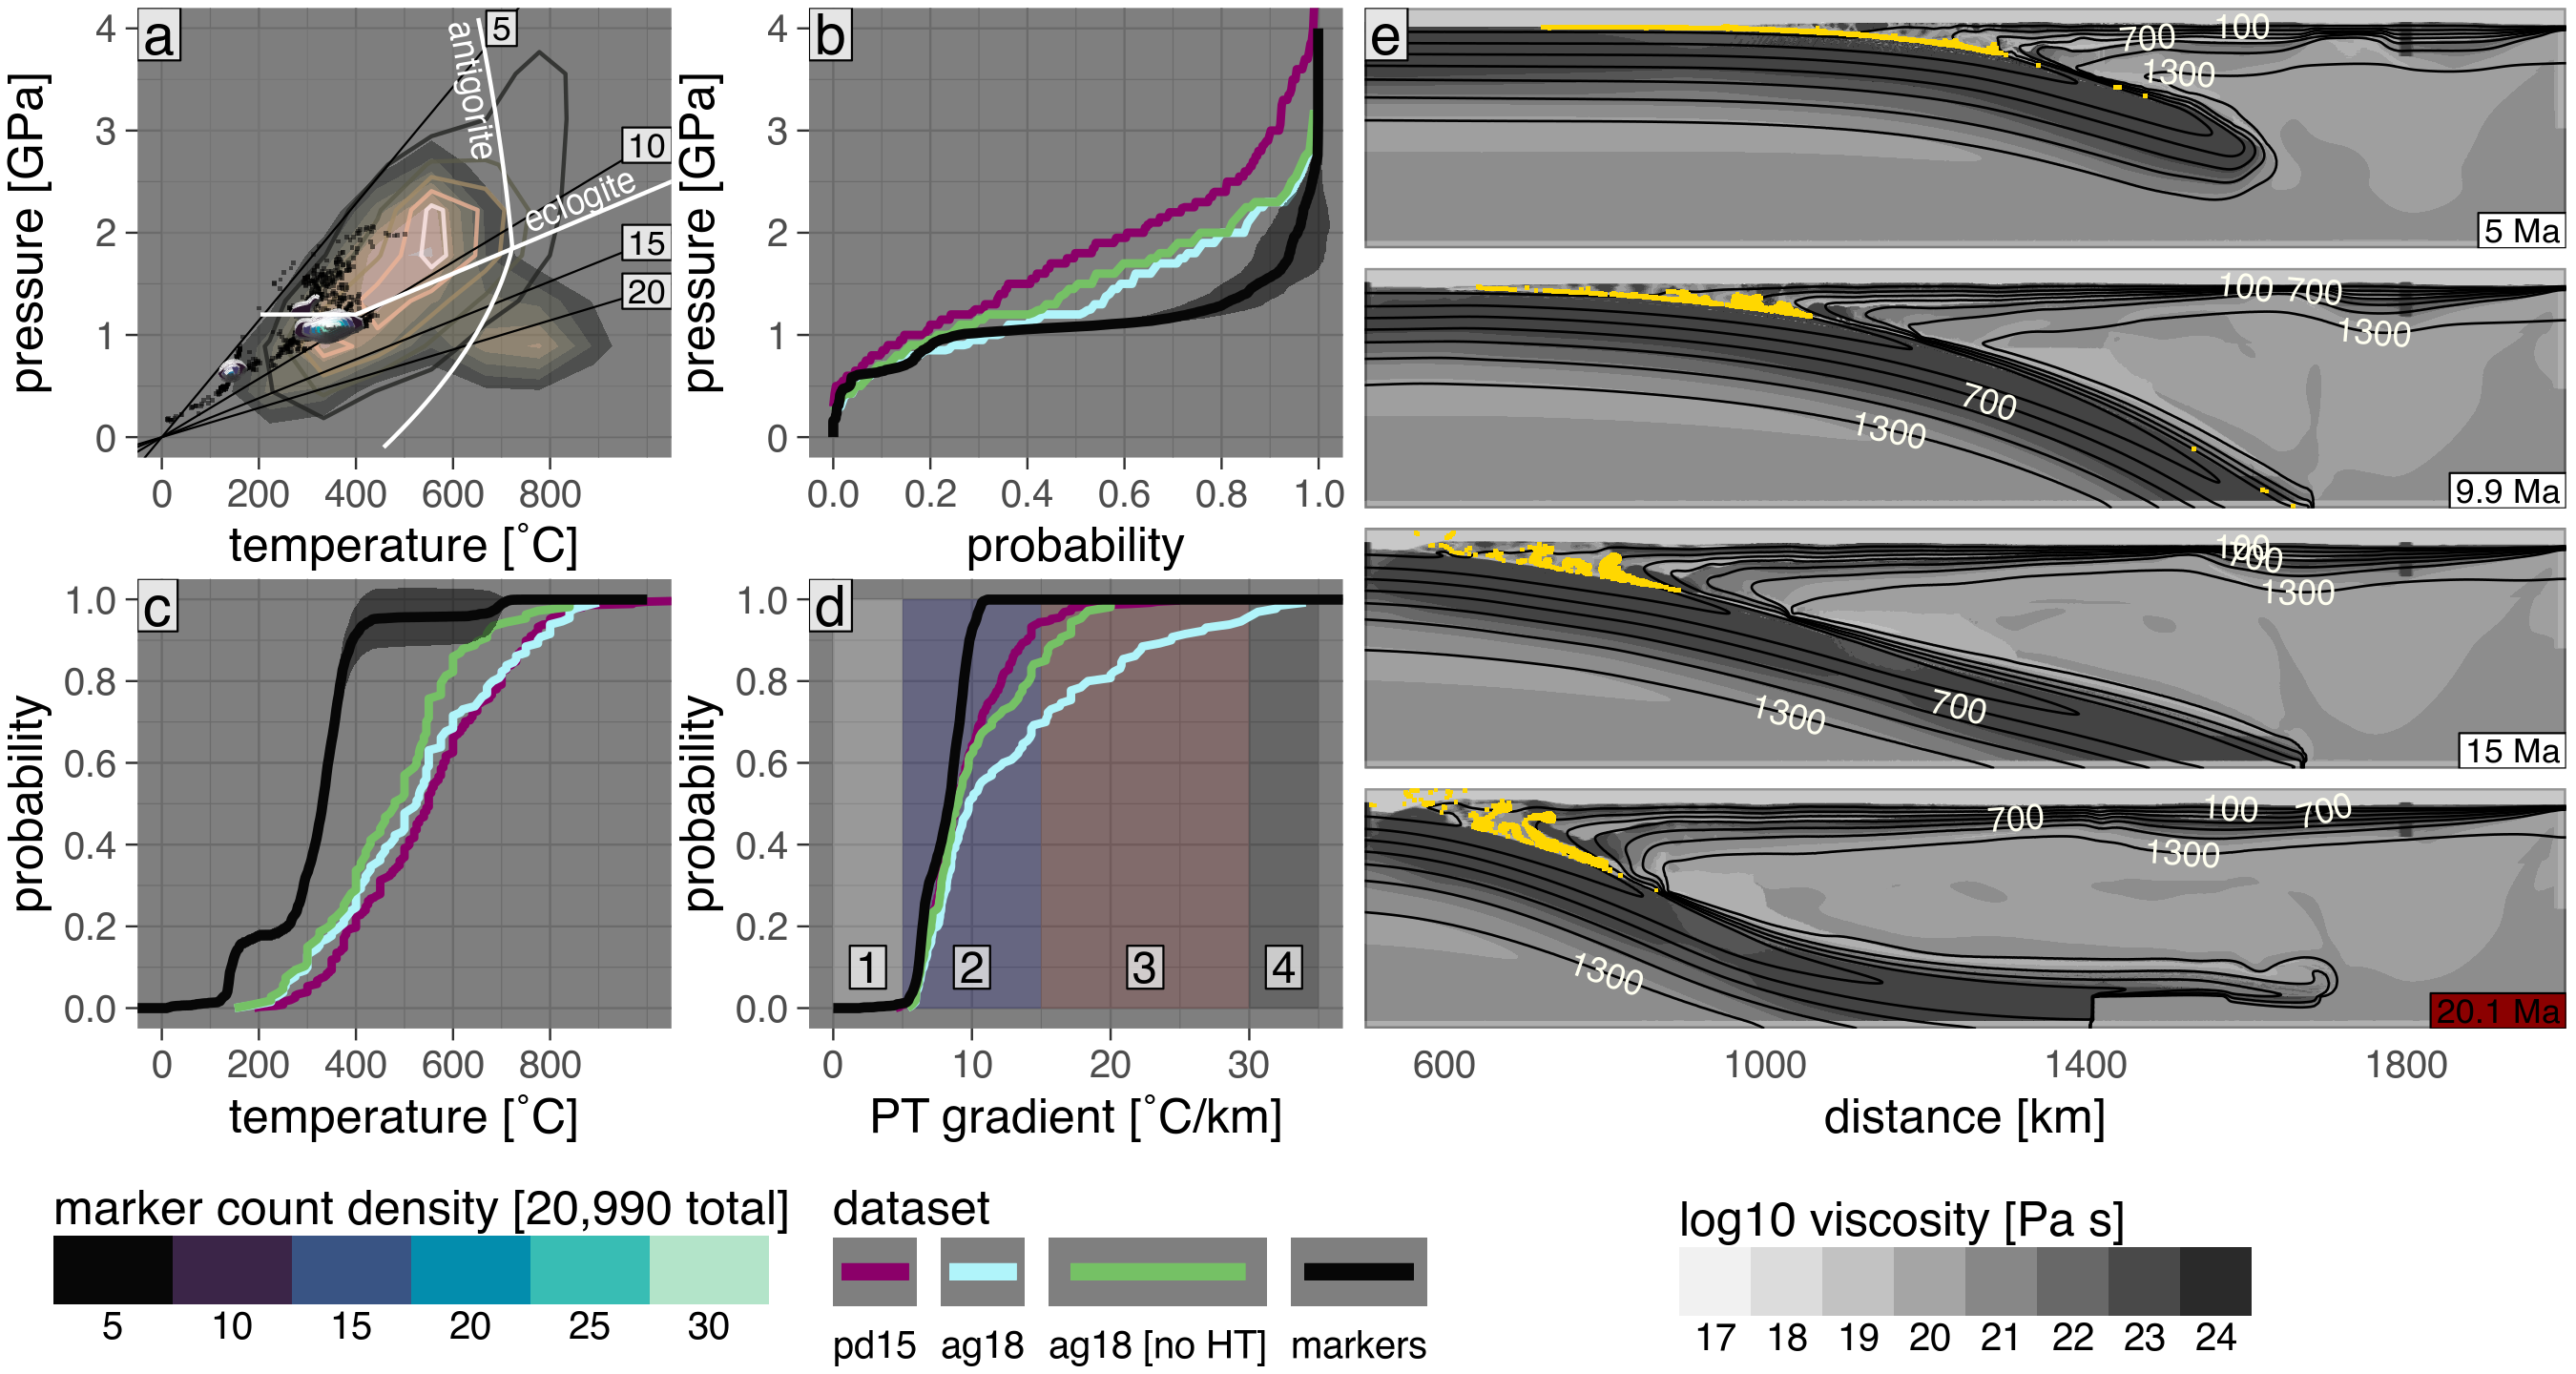 a
5
antigorite
10
eclogite
15
20
4
3
2
1
0
pressure [GPa]
0 200 400 600 800
temperature [˚C]
b
4
3
2
1
0
pressure [GPa]
0.0 0.2 0.4 0.6 0.8 1.0
probability
c
1.0
0.8
0.6
0.4
0.2
0.0
probability
0 200 400 600 800
temperature [˚C]
d
1.0
0.8
0.6
0.4
0.2
0.0
probability
1 2 3 4
0 10 20 30
PT gradient [˚C/km]
e
700 100
1300
5 Ma
100 700
1300
700
1300
9.9 Ma
100
700
1300
700
1300
15 Ma
700 100 700
1300
1300
20.1 Ma
600 1000 1400 1800
distance [km]
marker count density [20,990 total]
5 10 15 20 25 30
dataset
pd15 ag18 ag18 [no HT] markers
log10 viscosity [Pa s]
17 18 19 20 21 22 23 24